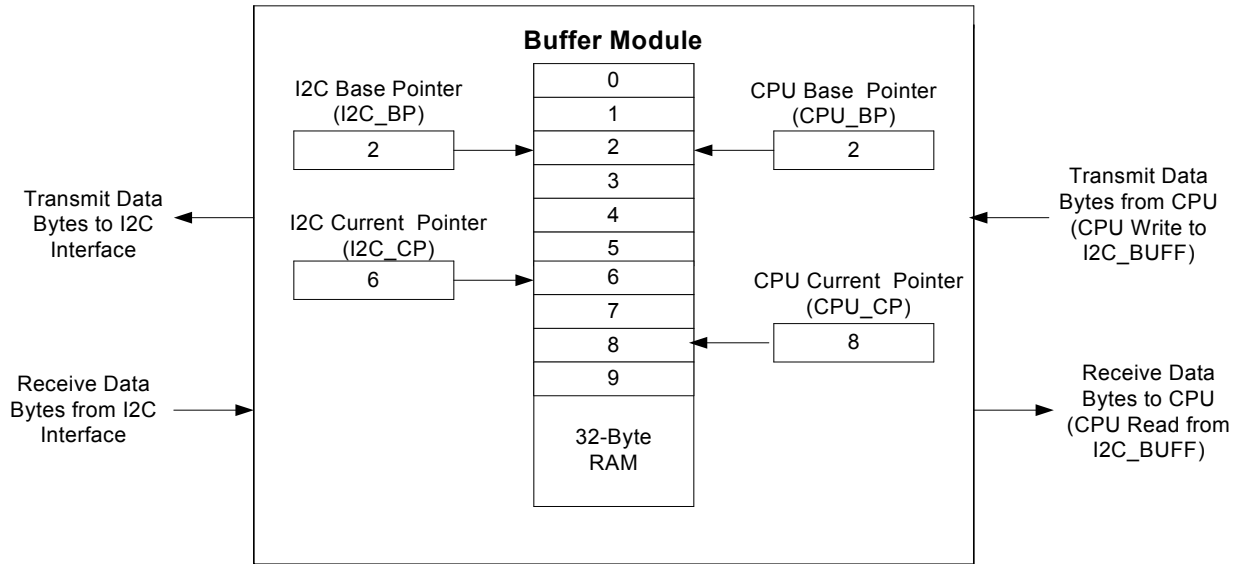 Buffer Module
I2C Base Pointer
(I2C_BP)
2
I2C Current Pointer
(I2C_CP)
6
0
1
2
3
4
5
6
7
8
9
32-Byte
RAM
CPU Base Pointer
(CPU_BP)
2
CPU Current Pointer
(CPU_CP)
8
Transmit Data
Bytes to I2C
Interface
Receive Data
Bytes from I2C
Interface
Transmit Data
Bytes from CPU
(CPU Write to
I2C_BUFF)
Receive Data
Bytes to CPU
(CPU Read from
I2C_BUFF)